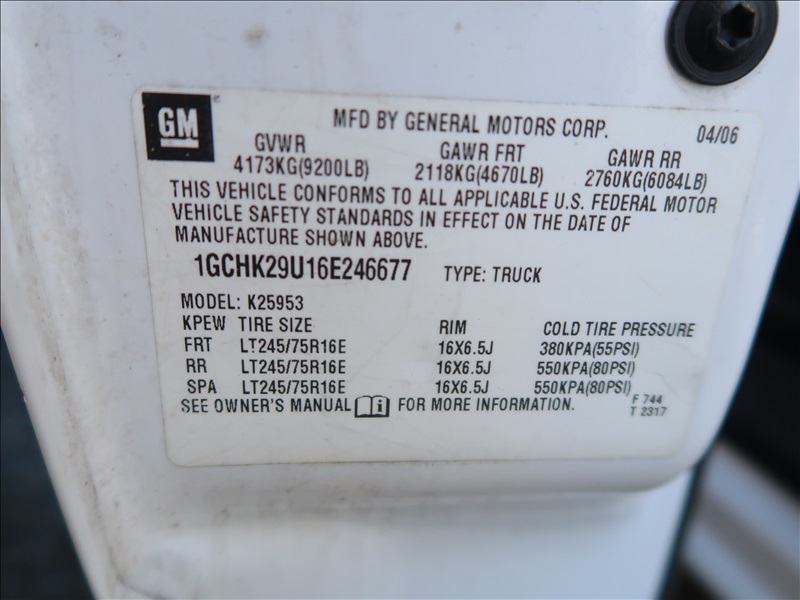 GM MFD BY GENERAL MOTORS CORP. 04/06
GVWR GAWR FRT GAWR RR
4173KG(9200LB) 2118KG(4670LB) 2760KG(6084LB)
THIS VEHICLE CONFORMS TO ALL APPLICABLE U.S. FEDERAL MOTOR
VEHICLE SAFETY STANDARDS IN EFFECT ON THE DATE OF
MANUFACTURE SHOWN ABOVE.
1GCHK29U16E246677 TYPE: TRUCK
MODEL: K25953
KPEW TIRE SIZE RIM COLD TIRE PRESSURE
FRT LT245/75R16E 16X6.5J 380KPA(55PSI)
RR LT245/75R16E 16X6.5J 550KPA(80PSI)
SPA LT245/75R16E 16X6.5J 550KPA(80PSI)
SEE OWNER'S MANUAL i FOR MORE INFORMATION. F 744
T 2317